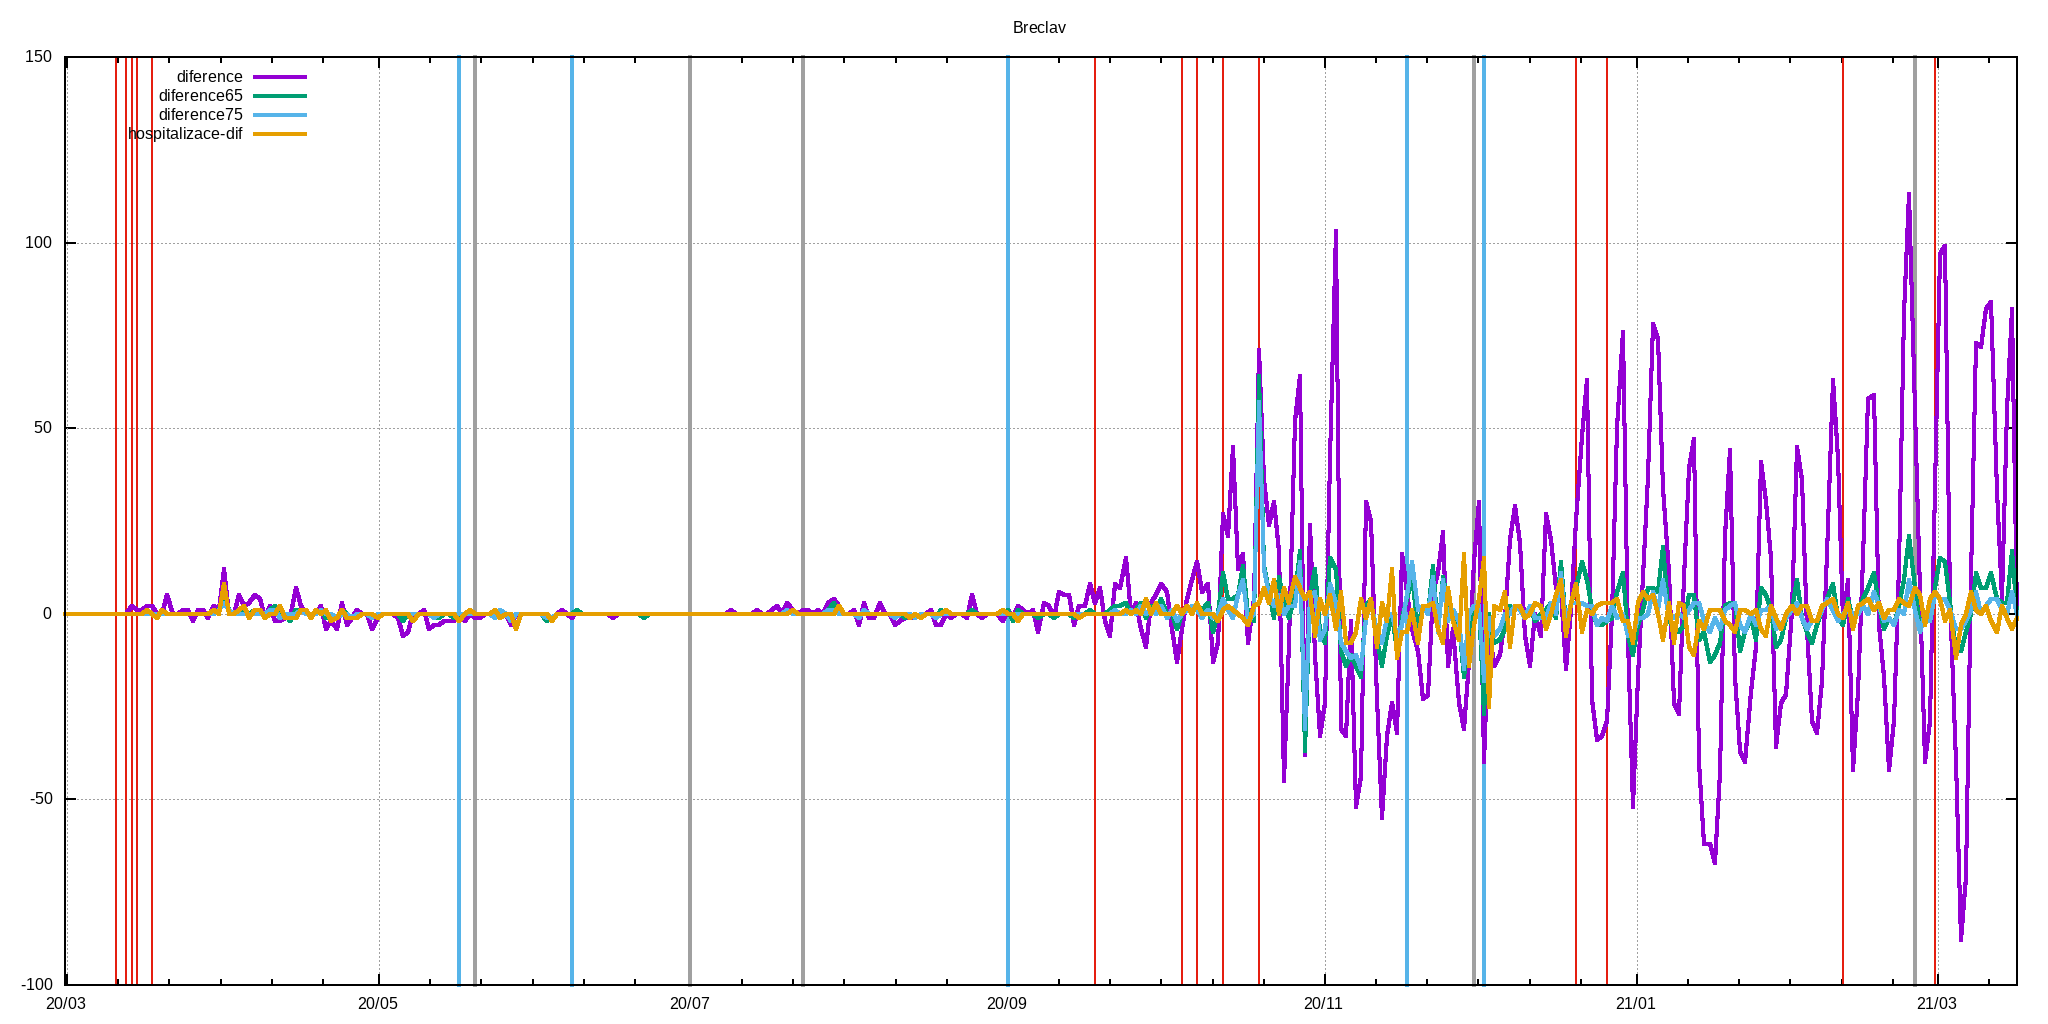 Breclav
150
diference
diference65
diference75
hospitalizace-dif
100
50
0
-50
-100
20/03 20/05 20/07 20/09 20/11 21/01 21/03